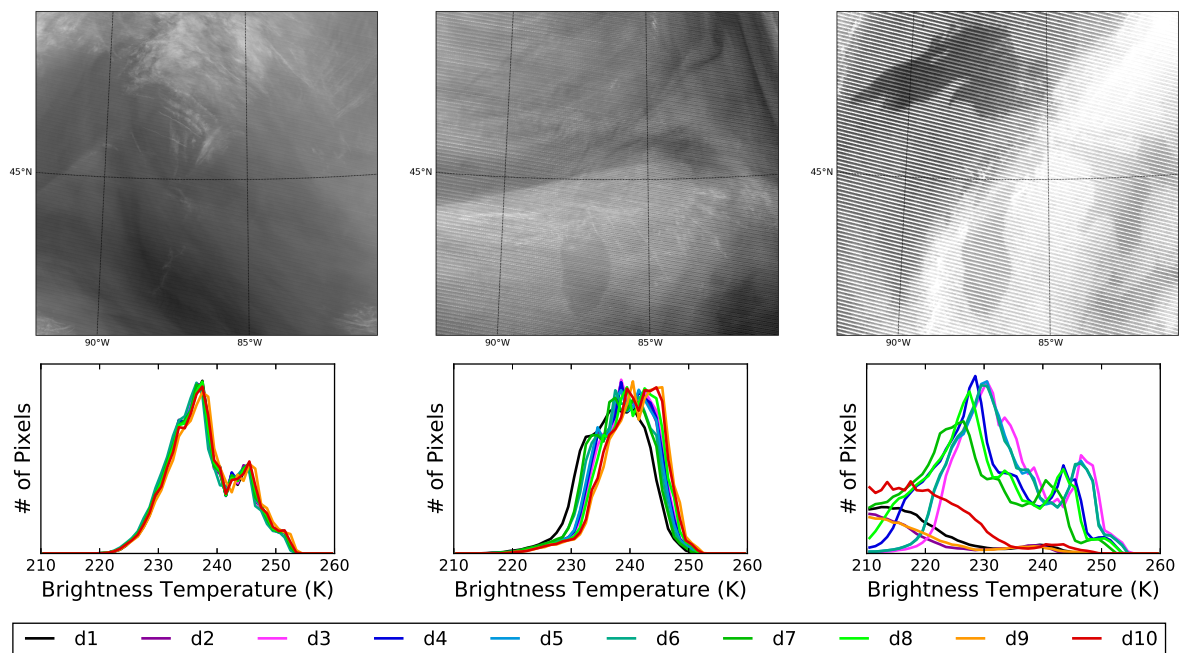 45°N 45°N 45°N
90°W 85°W 90°W 85°W 90°W 85°W
# of Pixels # of Pixels # of Pixels
210 220 230 240 250 260 210 220 230 240 250 260 210 220 230 240 250 260
Brightness Temperature (K) Brightness Temperature (K) Brightness Temperature (K)
d1 d2 d3 d4 d5 d6 d7 d8 d9 d10